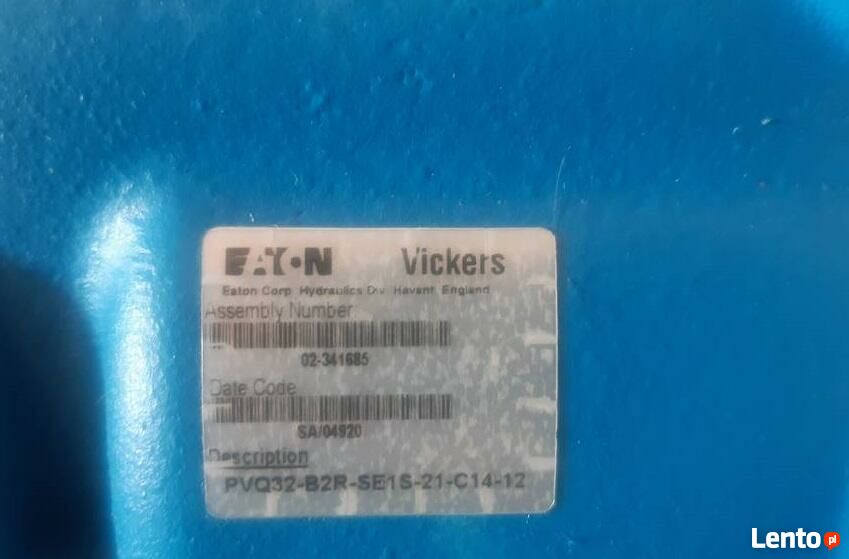 EATON Vickers
Eaton Corp. Hydraulics Div. Havant, England
Assembly Number
02-341685
Date Code
SA/04920
Description
PVQ32-B2R-SE1S-21-C14-12
Lento.pl